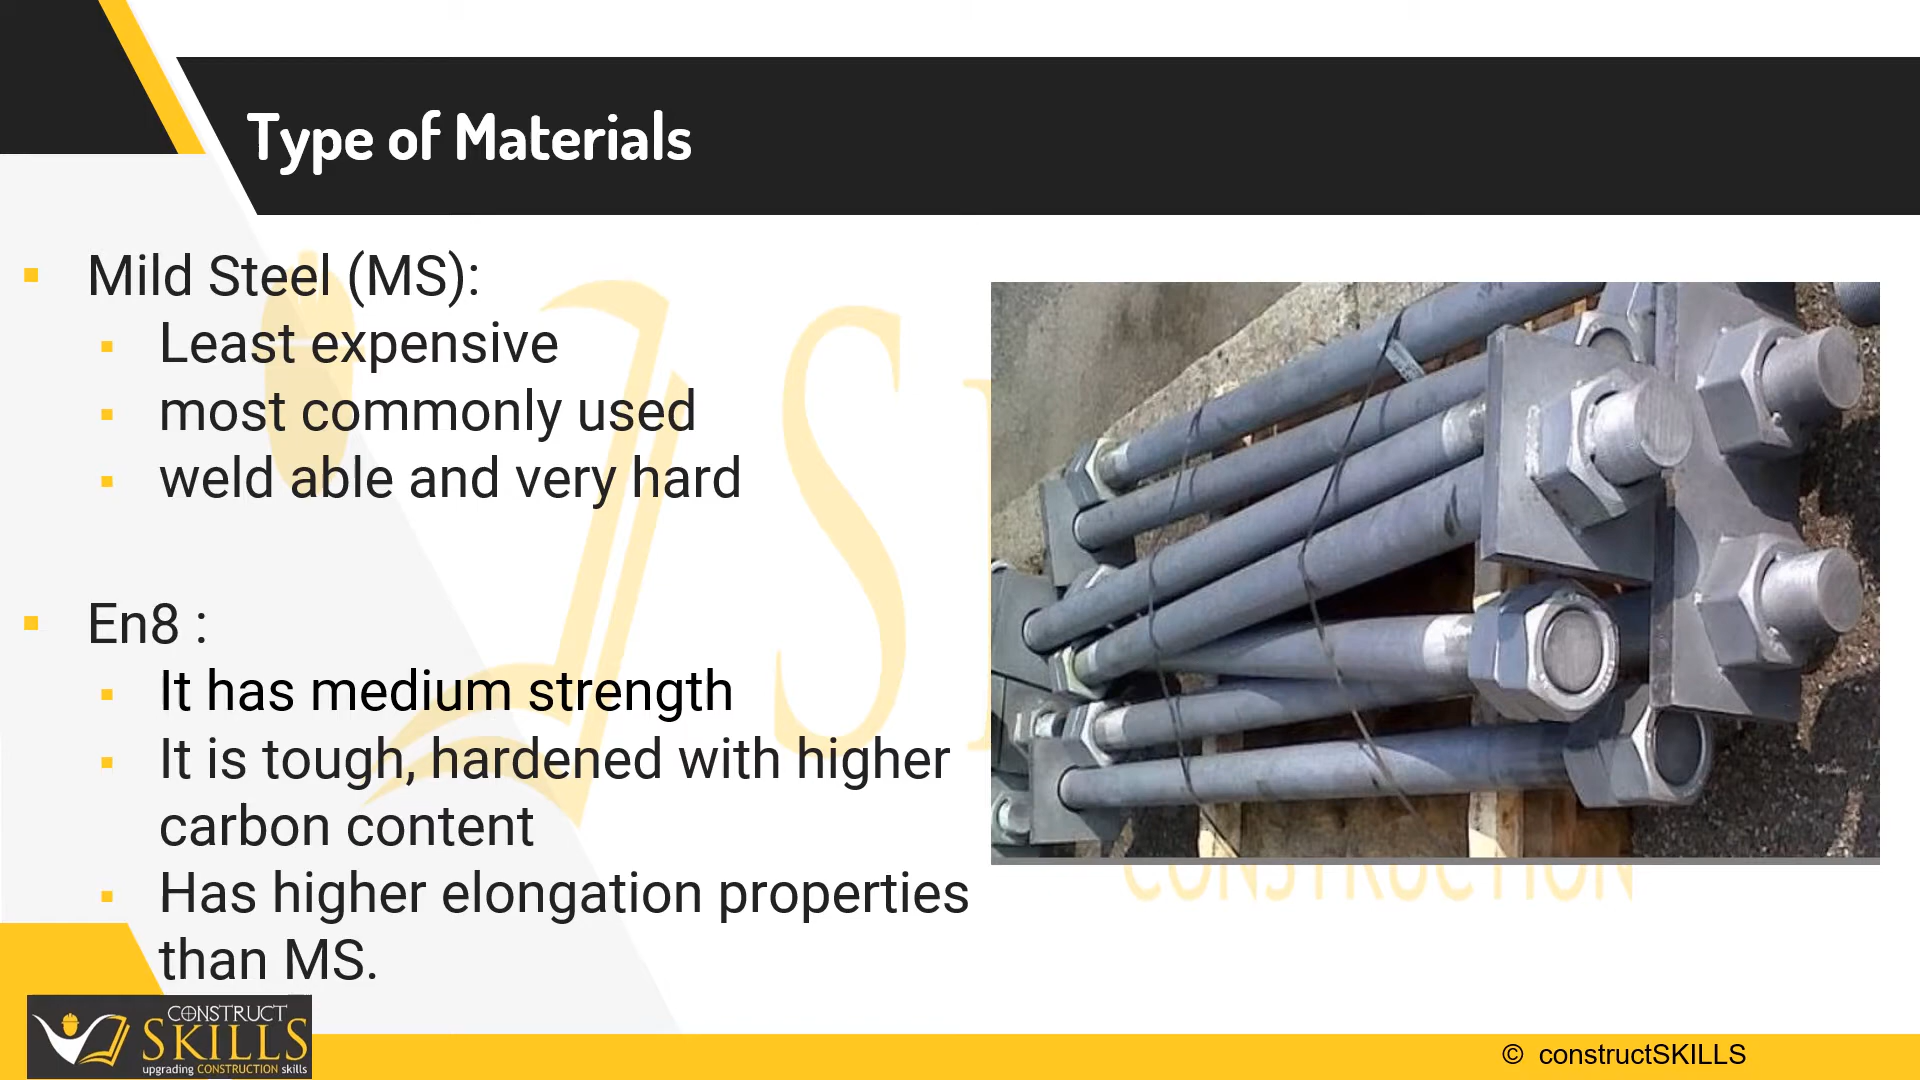 Type of Materials
Mild Steel (MS):
Least expensive
most commonly used
weld able and very hard
En8 :
It has medium strength
It is tough, hardened with higher
carbon content
Has higher elongation properties
than MS.
CONSTRUCTION
CONSTRUCT
SKILLS
upgrading CONSTRUCTION skills
© constructSKILLS